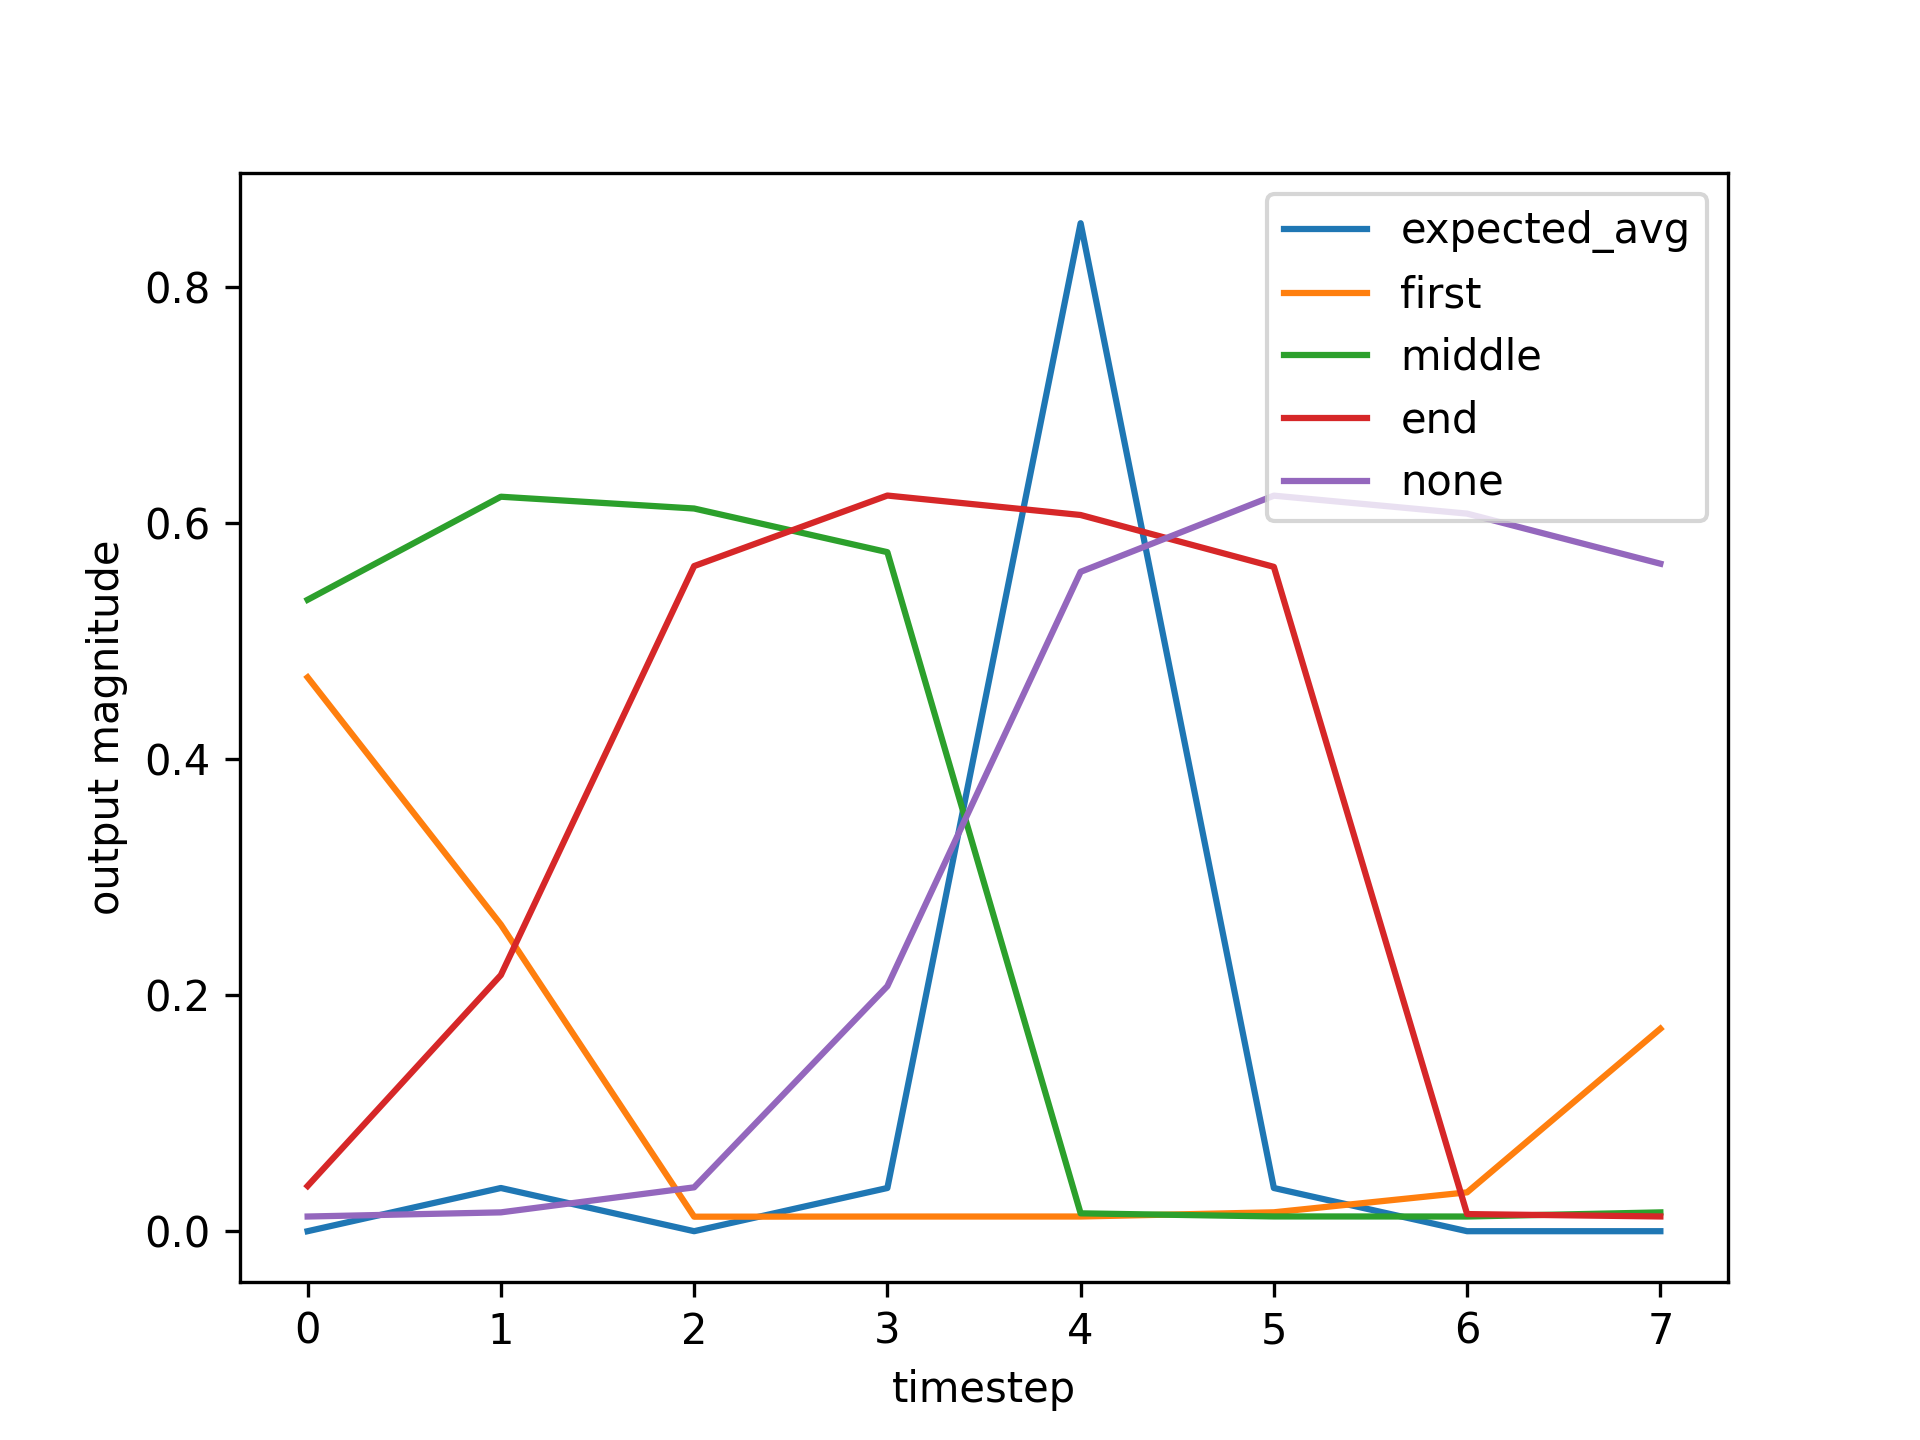 0.8
0.6
0.4
0.2
0.0
output magnitude
expected_avg
first
middle
end
none
0 1 2 3 4 5 6 7
timestep